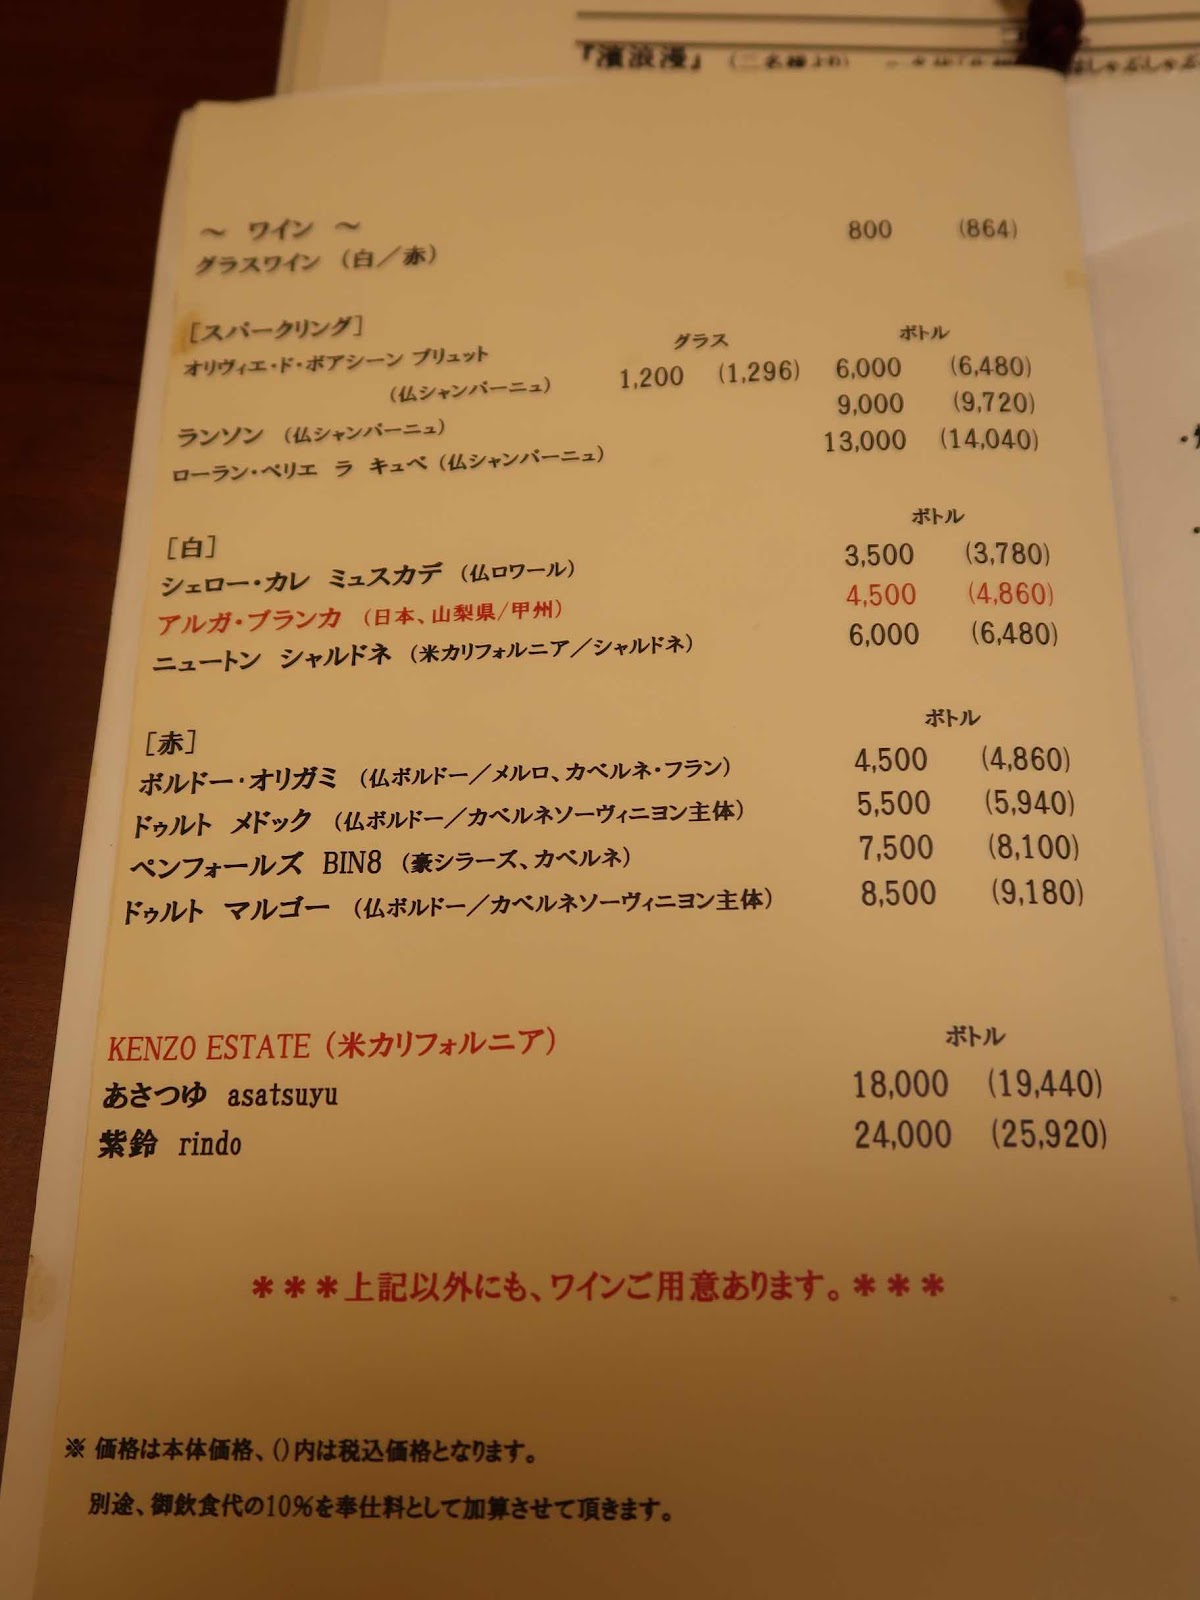 『濱浪漫』（二名様より）
～　ワイン　～
グラスワイン　（白／赤）　800　(864)
［スパークリング］　グラス　ボトル
オリヴィエ・ド・ボアシーン　ブリュット
（仏シャンパーニュ）　1,200　(1,296)　6,000　(6,480)
ランソン　（仏シャンパーニュ）　9,000　(9,720)
ローラン・ペリエ　ラ　キュベ（仏シャンパーニュ）　13,000　(14,040)
［白］　ボトル
シェロー・カレ　ミュスカデ　（仏ロワール）　3,500　(3,780)
アルガ・ブランカ　（日本、山梨県/甲州）　4,500　(4,860)
ニュートン　シャルドネ　（米カリフォルニア／シャルドネ）　6,000　(6,480)
［赤］　ボトル
ボルドー・オリガミ　（仏ボルドー／メルロ、カベルネ・フラン）　4,500　(4,860)
ドゥルト　メドック　（仏ボルドー／カベルネソーヴィニヨン主体）　5,500　(5,940)
ペンフォールズ　BIN8　（豪シラーズ、カベルネ）　7,500　(8,100)
ドゥルト　マルゴー　（仏ボルドー／カベルネソーヴィニヨン主体）　8,500　(9,180)
KENZO ESTATE（米カリフォルニア）　ボトル
あさつゆ　asatsuyu　18,000　(19,440)
紫鈴　rindo　24,000　(25,920)
＊＊＊上記以外にも、ワインご用意あります。＊＊＊
※ 価格は本体価格、()内は税込価格となります。
別途、御飲食代の10％を奉仕料として加算させて頂きます。